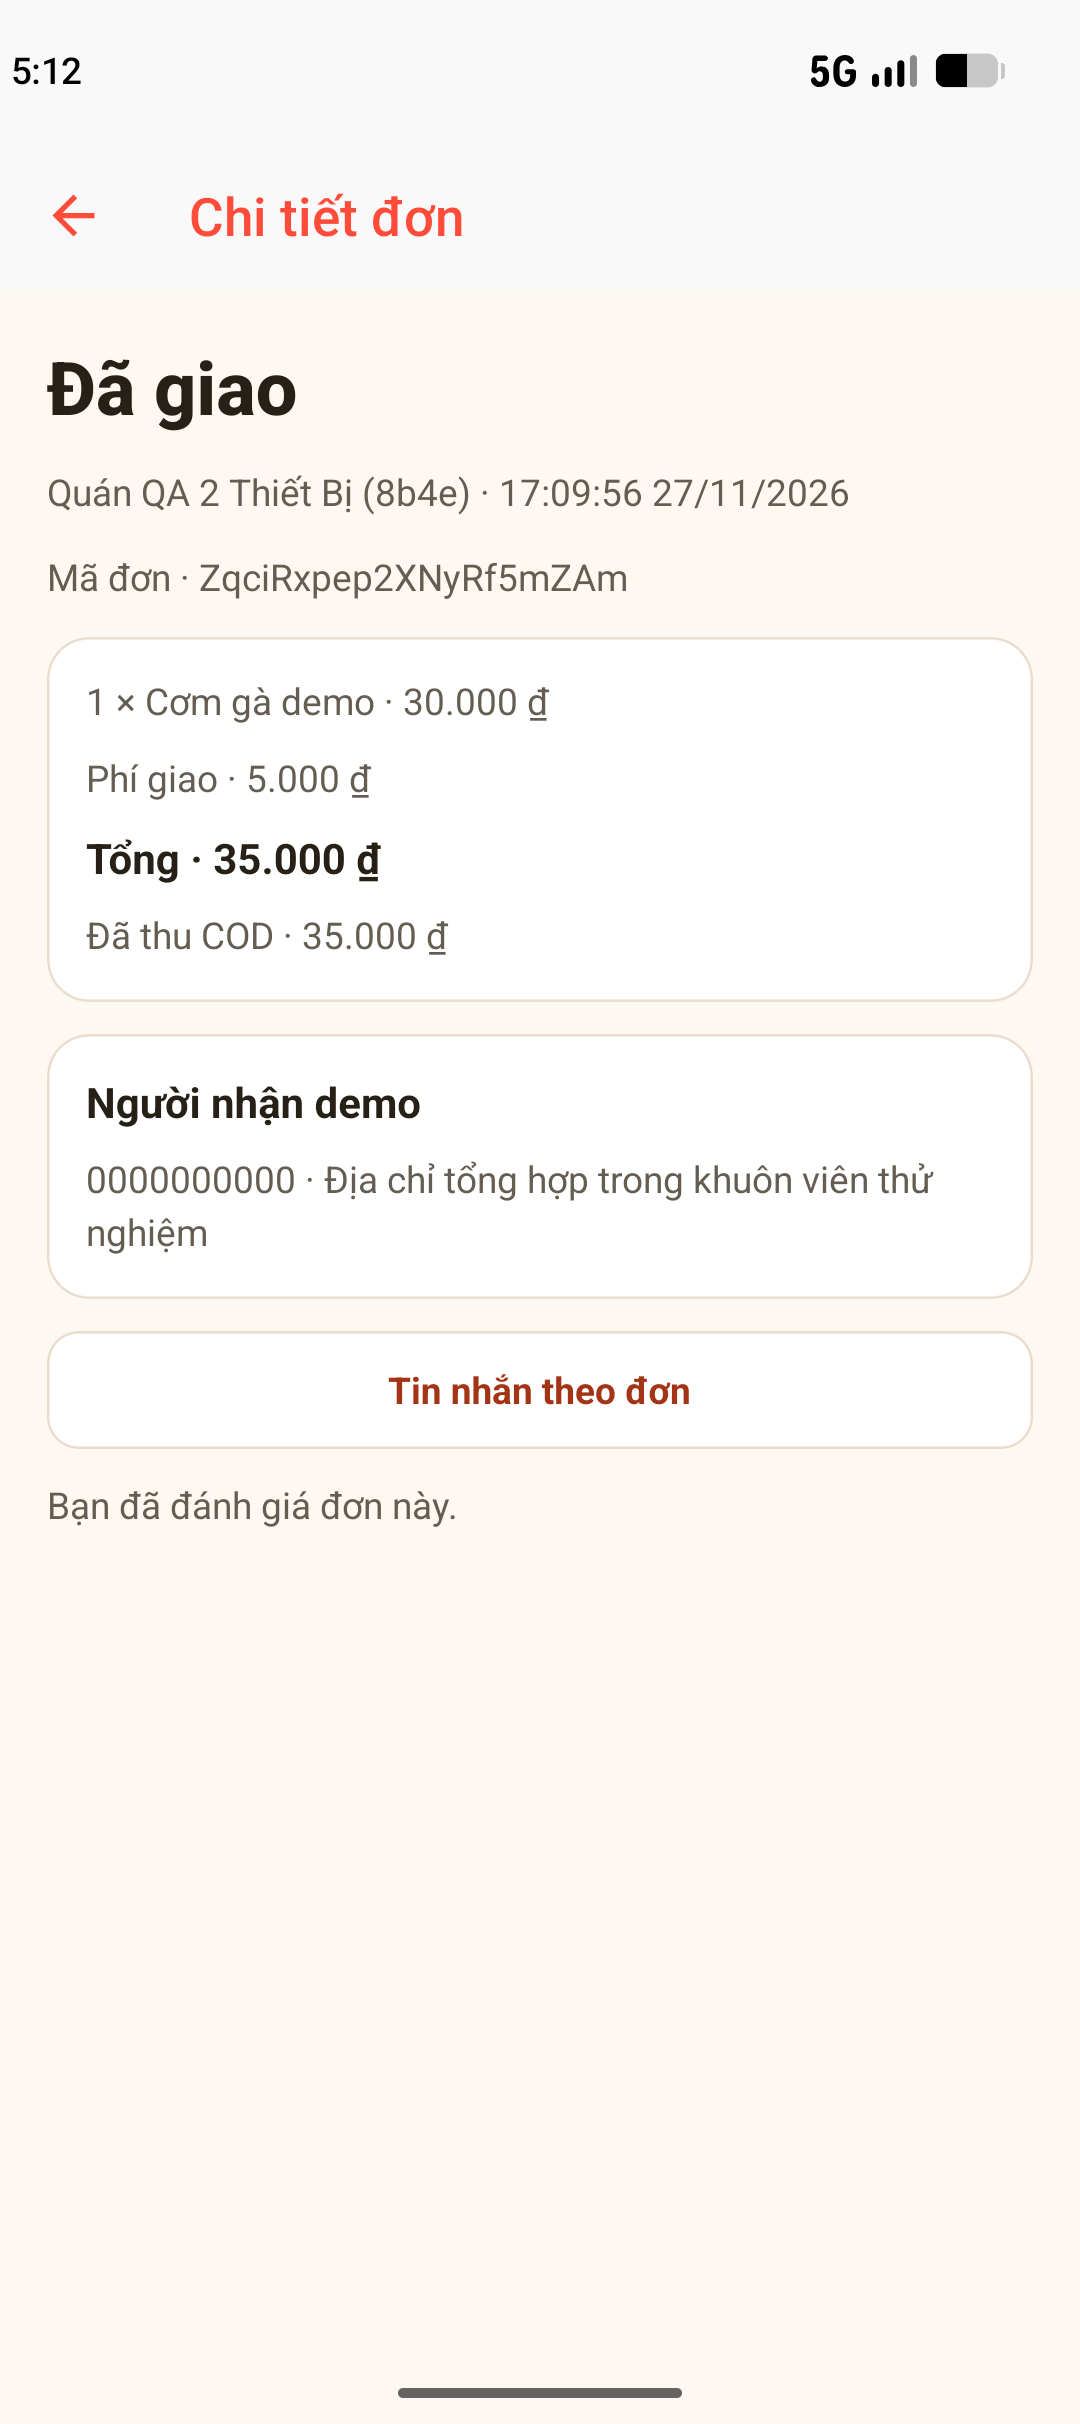 5:12
5G
Chi tiết đơn
Đã giao
Quán QA 2 Thiết Bị (8b4e) · 17:09:56 27/11/2026
Mã đơn · ZqciRxpep2XNyRf5mZAm
1 × Cơm gà demo · 30.000 ₫
Phí giao · 5.000 ₫
Tổng · 35.000 ₫
Đã thu COD · 35.000 ₫
Người nhận demo
0000000000 · Địa chỉ tổng hợp trong khuôn viên thử
nghiệm
Tin nhắn theo đơn
Bạn đã đánh giá đơn này.